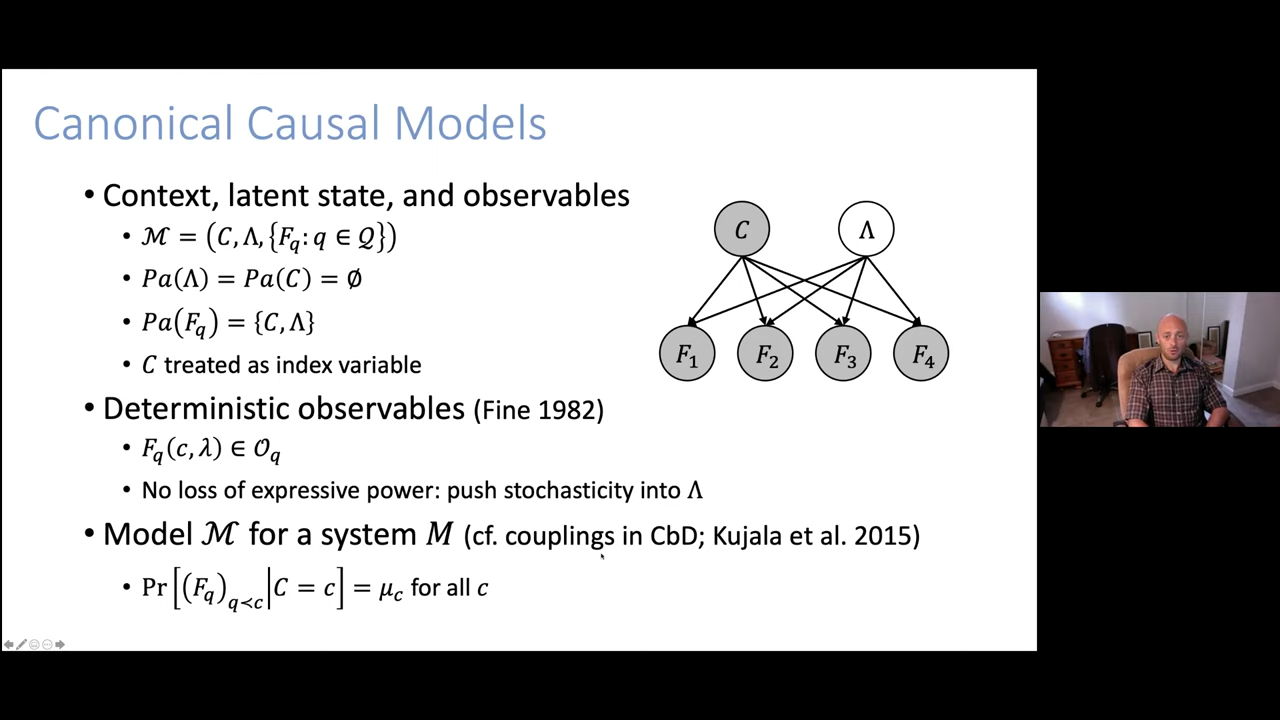 Canonical Causal Models
• Context, latent state, and observables
• ℳ = (C, Λ, {F_q: q ∈ 𝒬})
• Pa(Λ) = Pa(C) = ∅
• Pa(F_q) = {C, Λ}
• C treated as index variable
• Deterministic observables (Fine 1982)
• F_q(c, λ) ∈ 𝒪_q
• No loss of expressive power: push stochasticity into Λ
• Model ℳ for a system M (cf. couplings in CbD; Kujala et al. 2015)
• Pr[(F_q)_{q≺c}|C = c] = μ_c for all c
C
Λ
F₁
F₂
F₃
F₄